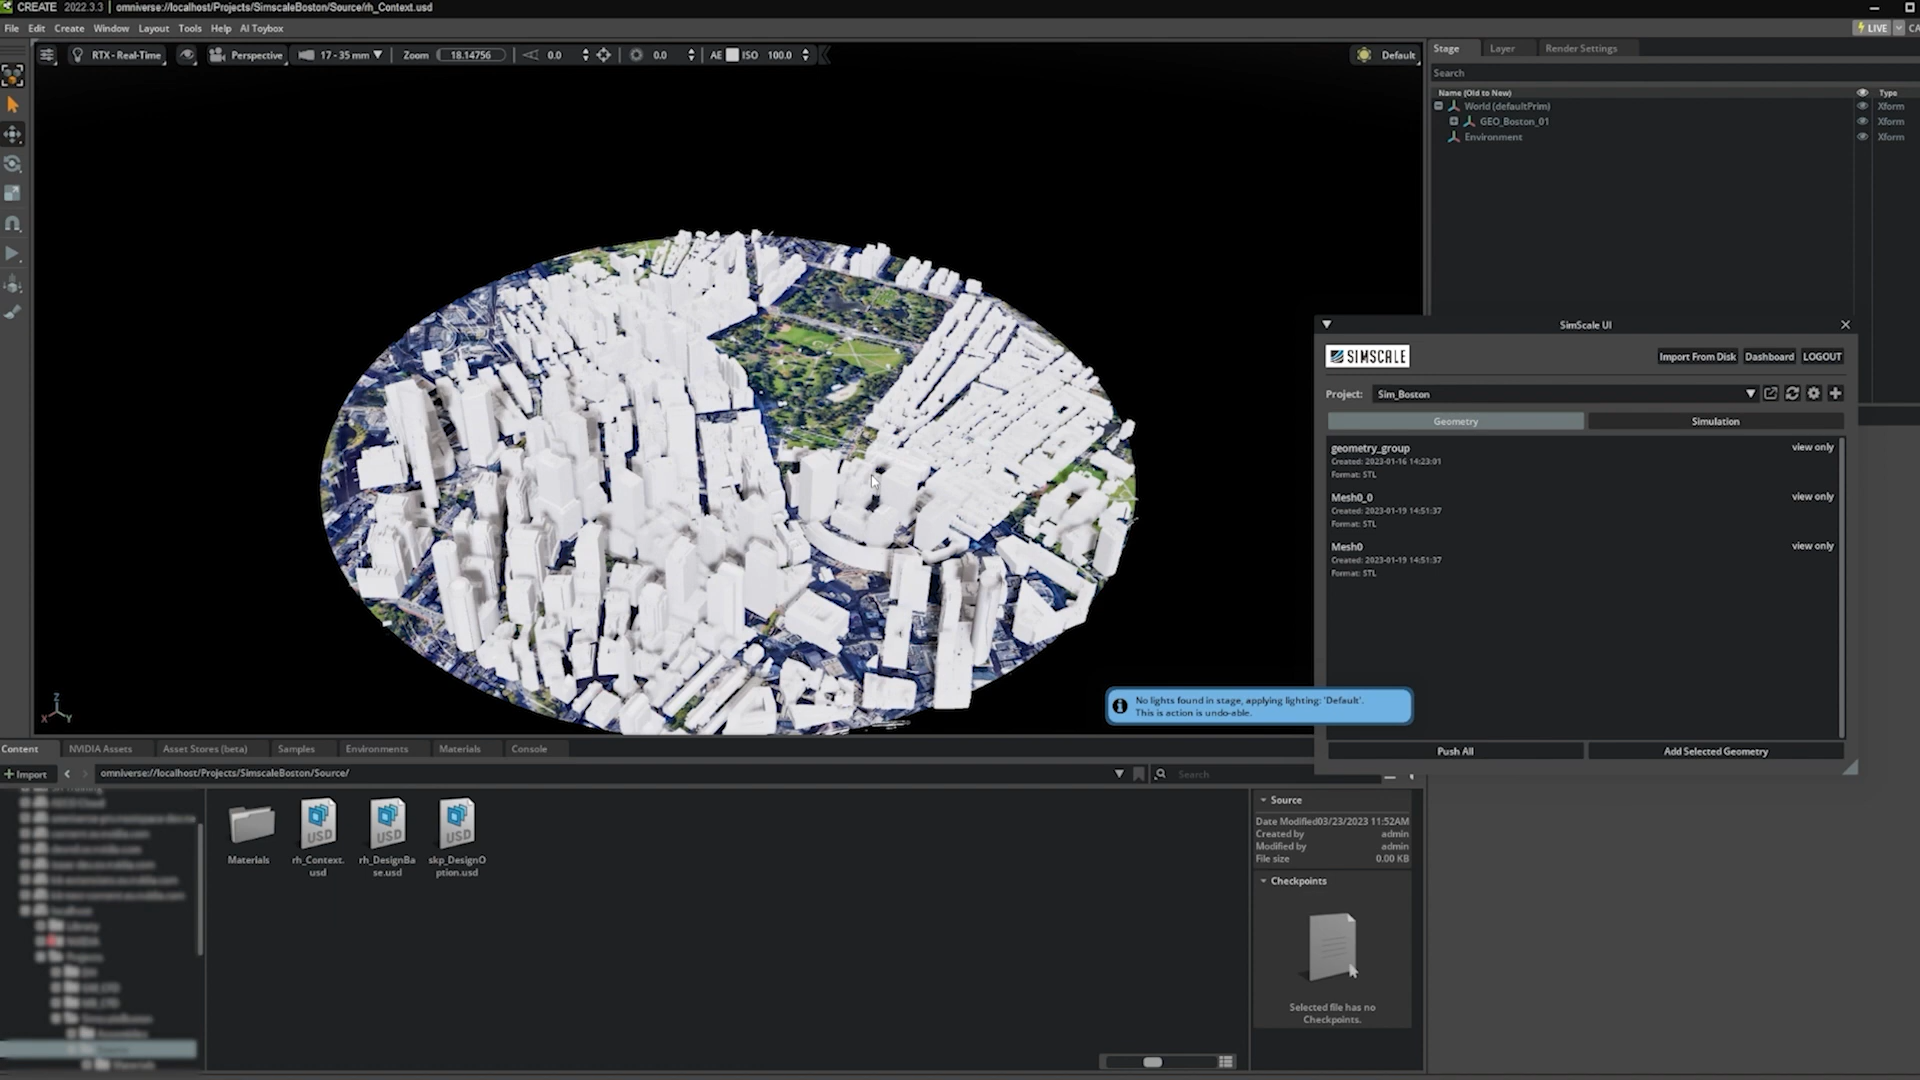 CREATE 2022.3.3 | omniverse://localhost/Projects/SimscaleBoston/Source/rh_Context.usd
File Edit Create Window Layout Tools Help AI Toybox
LIVE CA
RTX - Real-Time Perspective 17 - 35 mm Zoom 18.14756 0.0 0.0 AE ISO 100.0 Default
Stage Layer Render Settings
Search
Name (Old to New) Type
World (defaultPrim) Xform
GEO_Boston_01 Xform
Environment Xform
SimScale UI
SIMSCALE Import From Disk Dashboard LOGOUT
Project: Sim_Boston
Geometry Simulation
geometry_group view only
Created: 2023-01-16 14:23:01
Format: STL
Mesh0_0 view only
Created: 2023-01-19 14:51:37
Format: STL
Mesh0 view only
Created: 2023-01-19 14:51:37
Format: STL
Push All Add Selected Geometry
No lights found in stage, applying lighting: 'Default'.
This is action is undo-able.
Z
X Y
Content NVIDIA Assets Asset Stores (beta) Samples Environments Materials Console
+ Import omniverse://localhost/Projects/SimscaleBoston/Source/ Search
USD USD USD
Materials rh_Context. rh_DesignBa skp_DesignO
usd se.usd ption.usd
Source
Date Modified03/23/2023 11:52AM
Created by admin
Modified by admin
File size 0.00 KB
Checkpoints
Selected file has no
Checkpoints.